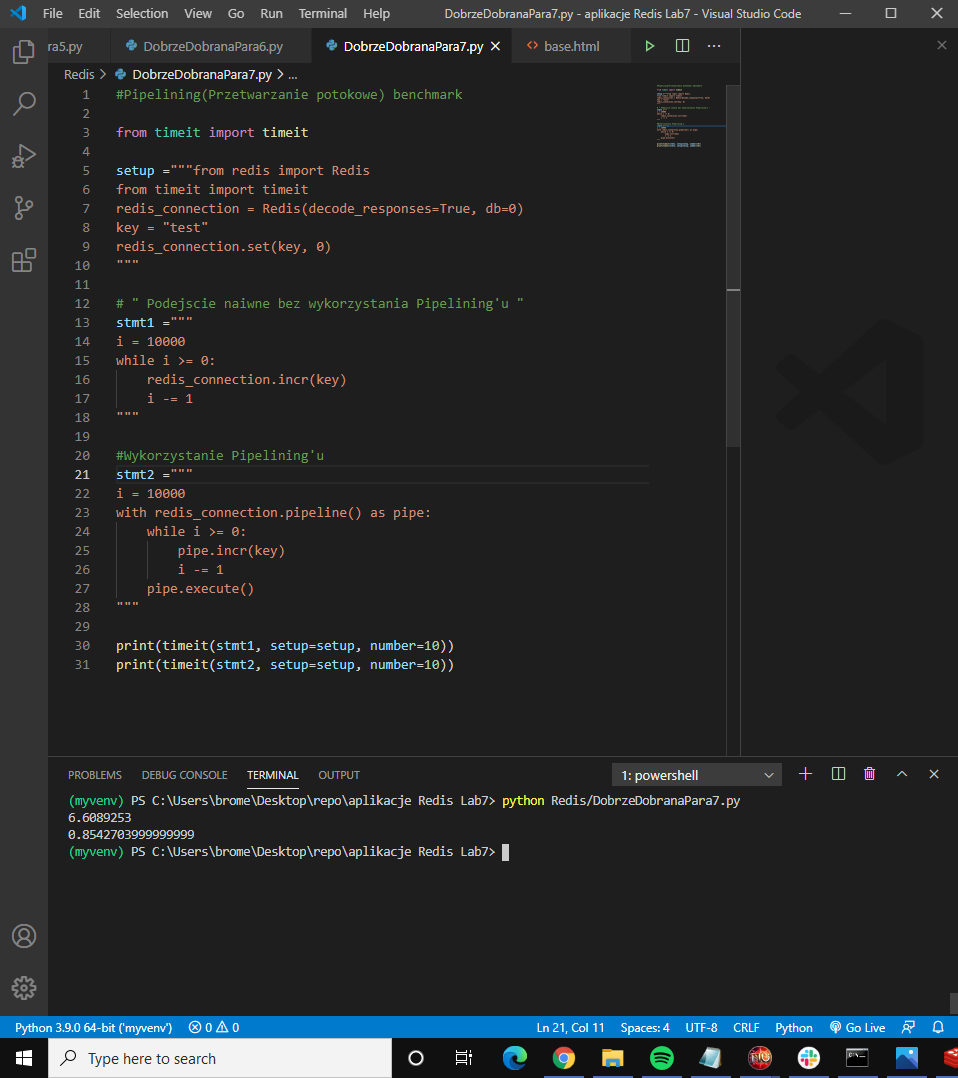 File Edit Selection View Go Run Terminal Help DobrzeDobranaPara7.py - aplikacje Redis Lab7 - Visual Studio Code
ra5.py DobrzeDobranaPara6.py DobrzeDobranaPara7.py base.html
Redis > DobrzeDobranaPara7.py > ...
1 #Pipelining(Przetwarzanie potokowe) benchmark
2
3 from timeit import timeit
4
5 setup ="""from redis import Redis
6 from timeit import timeit
7 redis_connection = Redis(decode_responses=True, db=0)
8 key = "test"
9 redis_connection.set(key, 0)
10 """
11
12 # " Podejscie naiwne bez wykorzystania Pipelining'u "
13 stmt1 ="""
14 i = 10000
15 while i >= 0:
16     redis_connection.incr(key)
17     i -= 1
18 """
19
20 #Wykorzystanie Pipelining'u
21 stmt2 ="""
22 i = 10000
23 with redis_connection.pipeline() as pipe:
24     while i >= 0:
25         pipe.incr(key)
26         i -= 1
27     pipe.execute()
28 """
29
30 print(timeit(stmt1, setup=setup, number=10))
31 print(timeit(stmt2, setup=setup, number=10))
PROBLEMS DEBUG CONSOLE TERMINAL OUTPUT 1: powershell
(myvenv) PS C:\Users\brome\Desktop\repo\aplikacje Redis Lab7> python Redis/DobrzeDobranaPara7.py
6.6089253
0.8542703999999999
(myvenv) PS C:\Users\brome\Desktop\repo\aplikacje Redis Lab7>
Python 3.9.0 64-bit ('myvenv') 0 0 Ln 21, Col 11 Spaces: 4 UTF-8 CRLF Python Go Live
Type here to search